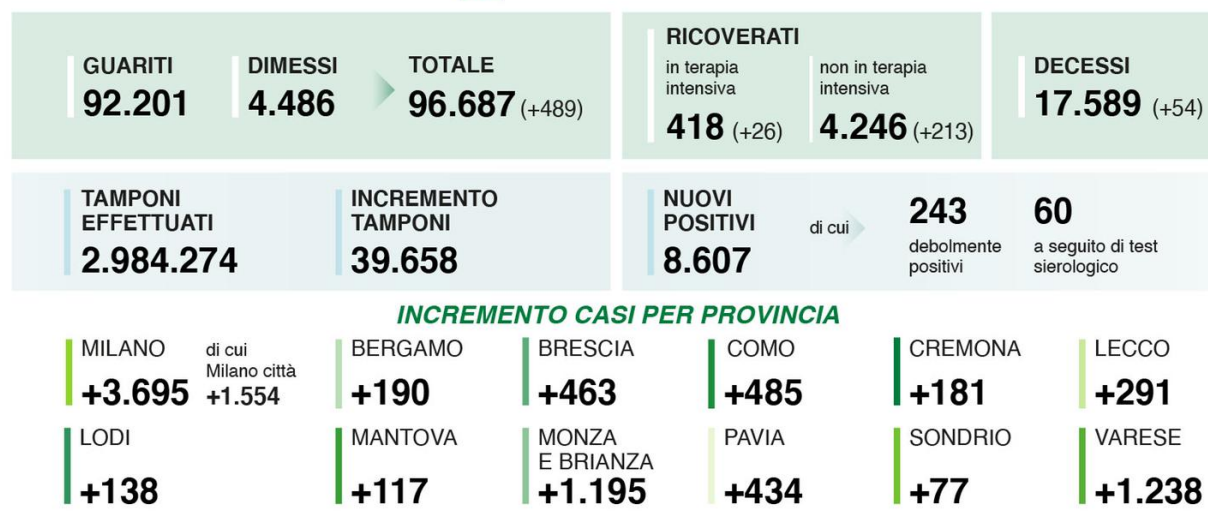 GUARITI
92.201
DIMESSI
4.486
TOTALE
96.687 (+489)
RICOVERATI
in terapia
intensiva
418 (+26)
non in terapia
intensiva
4.246 (+213)
DECESSI
17.589 (+54)
TAMPONI
EFFETTUATI
2.984.274
INCREMENTO
TAMPONI
39.658
NUOVI
POSITIVI
8.607
di cui
243
debolmente
positivi
60
a seguito di test
sierologico
INCREMENTO CASI PER PROVINCIA
MILANO
+3.695
di cui
Milano città
+1.554
BERGAMO
+190
BRESCIA
+463
COMO
+485
CREMONA
+181
LECCO
+291
LODI
+138
MANTOVA
+117
MONZA
E BRIANZA
+1.195
PAVIA
+434
SONDRIO
+77
VARESE
+1.238